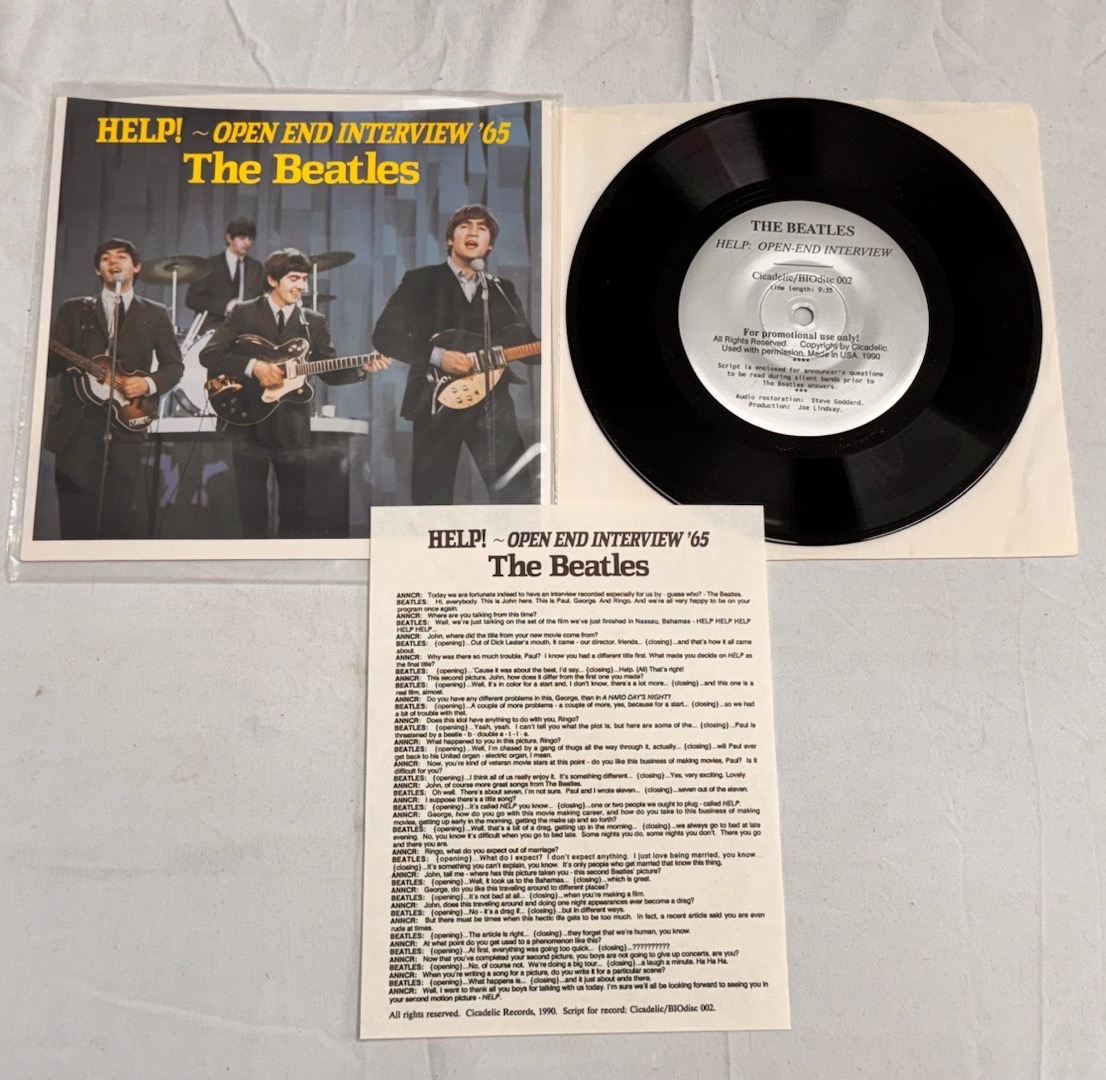 HELP! ~ OPEN END INTERVIEW '65
The Beatles
THE BEATLES
HELP: OPEN-END INTERVIEW
Cicadelic/BIOdisc 002
time length: 9:35
For promotional use only!
All Rights Reserved Copyright by Cicadelic.
Used with permission. Made in USA. 1990
****
Script is enclosed for announcer's questions
to be read during silent bands prior to
The Beatles answers.
***
Audio restoration: Steve Goddard.
Production: Joe Lindsay.
HELP! ~ OPEN END INTERVIEW '65
The Beatles
ANNCR: Today we are fortunate indeed to have an interview recorded especially for us by - guess who? - The Beatles.
BEATLES: Hi, everybody. This is John here. This is Paul. George. And Ringo. And we're all very happy to be on your
program once again.
ANNCR: Where are you talking from this time?
BEATLES: Well, we're just talking on the set of the film we've just finished in Nassau, Bahamas - HELP HELP HELP
HELP HELP...
ANNCR: John, where did the title from your new movie come from?
BEATLES: {opening}...Out of Dick Lester's mouth, it came - our director, friends... {closing}...and that's how it all came
about.
ANNCR: Why was there so much trouble, Paul? I know you had a different title first. What made you decide on HELP as
the final title?
BEATLES: {opening}...'Cause it was about the best, I'd say... {closing}...Help. (All) That's right!
ANNCR: This second picture, John, how does it differ from the first one you made?
BEATLES: {opening}...Well, it's in color for a start and, I don't know, there's a lot more... {closing}...and this one is a
real film, almost.
ANNCR: Do you have any different problems in this, George, than in A HARD DAY'S NIGHT?
BEATLES: {opening}...A couple of more problems - a couple of more, yes, because for a start... {closing}...so we had
a bit of trouble with that.
ANNCR: Does this idol have anything to do with you, Ringo?
BEATLES: {opening}...Yeah, yeah. I can't tell you what the plot is, but here are some of the... {closing}...Paul is
threatened by a beetle - b - double e - t - l - e.
ANNCR: What happened to you in this picture, Ringo?
BEATLES: {opening}...Well, I'm chased by a gang of thugs all the way through it, actually... {closing}...will Paul ever
get back to his United organ - electric organ, I mean.
ANNCR: Now, you're kind of veteran movie stars at this point - do you like this business of making movies, Paul? Is it
difficult for you?
BEATLES: {opening}...I think all of us really enjoy it. It's something different... {closing}...Yes, very exciting. Lovely.
ANNCR: John, of course more great songs from The Beatles.
BEATLES: Oh well. There's about seven, I'm not sure. Paul and I wrote eleven... {closing}...seven out of the eleven.
ANNCR: I suppose there's a title song?
BEATLES: {opening}...It's called HELP you know... {closing}...one or two people we ought to plug - called HELP.
ANNCR: George, how do you go with this movie making career, and how do you take to this business of making
movies, getting up early in the morning, getting the make up and so forth?
BEATLES: {opening}...Well, that's a bit of a drag, getting up in the morning... {closing}...we always go to bed at late
evening. No, you know it's difficult when you go to bed late. Some nights you do, some nights you don't. There you go
and there you are.
ANNCR: Ringo, what do you expect out of marriage?
BEATLES: {opening}...What do I expect? I don't expect anything. I just love being married, you know...
{closing}...it's something you can't explain, you know. It's only people who get married that know this thing.
ANNCR: John, tell me - where has this picture taken you - this second Beatles' picture?
BEATLES: {opening}...Well, it took us to the Bahamas... {closing}...which is great.
ANNCR: George, do you like this traveling around to different places?
BEATLES: {opening}...It's not bad at all... {closing}...when you're making a film.
ANNCR: John, does this traveling around and doing one night appearances ever become a drag?
BEATLES: {opening}...No - it's a drag if... {closing}...but in different ways.
ANNCR: But there must be times when this hectic life gets to be too much. In fact, a recent article said you are even
rude at times.
BEATLES: {opening}...The article is right... {closing}...they forget that we're human, you know.
ANNCR: At what point do you get used to a phenomenon like this?
BEATLES: {opening}...At first, everything was going too quick... {closing}...??????????
ANNCR: Now that you've completed your second picture, you boys are not going to give up concerts, are you?
BEATLES: {opening}...No, of course not. We're doing a big tour... {closing}...a laugh a minute. Ha Ha Ha.
ANNCR: When you're writing a song for a picture, do you write it for a particular scene?
BEATLES: {opening}...What happens is... {closing}...and it just about ends there.
ANNCR: Well, I want to thank all you boys for talking with us today. I'm sure we'll all be looking forward to seeing you in
your second motion picture - HELP.
All rights reserved. Cicadelic Records, 1990. Script for record: Cicadelic/BIOdisc 002.